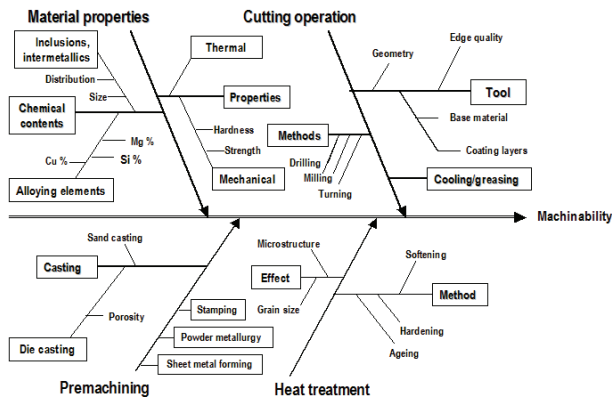 Material properties
Cutting operation
Inclusions,
intermetallics
Thermal
Geometry
Edge quality
Distribution
Size
Properties
Tool
Chemical
contents
Base material
Hardness
Methods
Mg %
Strength
Coating layers
Cu %
Si %
Drilling
Milling
Turning
Alloying elements
Mechanical
Cooling/greasing
Machinability
Sand casting
Microstructure
Softening
Casting
Effect
Method
Grain size
Porosity
Stamping
Hardening
Powder metallurgy
Ageing
Die casting
Sheet metal forming
Premachining
Heat treatment